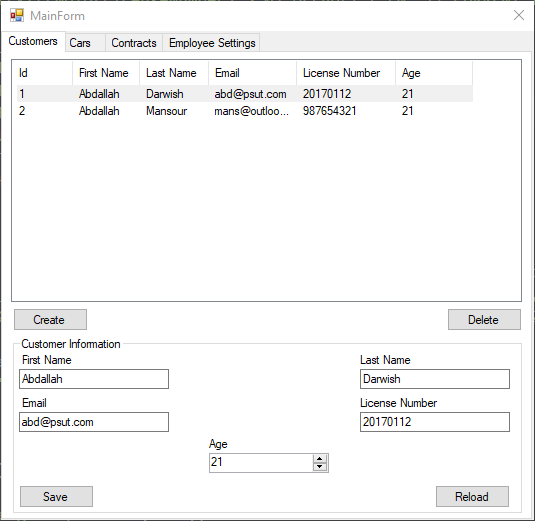 MainForm
Customers Cars Contracts Employee Settings
Id First Name Last Name Email License Number Age
1 Abdallah Darwish abd@psut.com 20170112 21
2 Abdallah Mansour mans@outloo... 987654321 21
Create Delete
Customer Information
First Name Last Name
Abdallah Darwish
Email License Number
abd@psut.com 20170112
Age
21
Save Reload